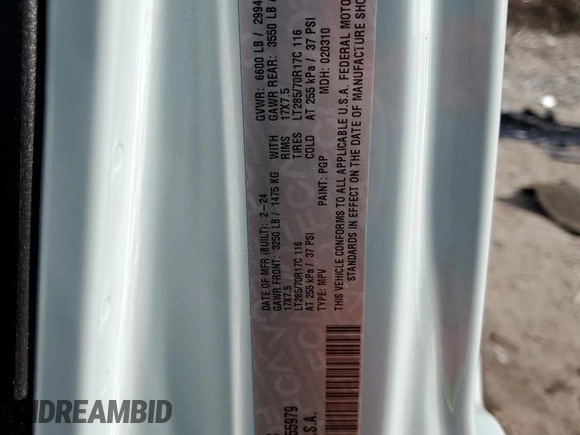 GVWR: 6600 LB / 2994
DATE OF MFR (BUILT): 2-24
GAWR FRONT: 3250 LB / 1475 KG WITH GAWR REAR: 3550 LB /
17X7.5 RIMS 17X7.5
LT285/70R17C 116 TIRES LT285/70R17C 116
AT 255 kPa / 37 PSI COLD AT 255 kPa / 37 PSI
TYPE: MPV PAINT: PGP MDH: 020310
THIS VEHICLE CONFORMS TO ALL APPLICABLE U.S.A. FEDERAL MOTOR
STANDARDS IN EFFECT ON THE DATE OF MANUFACTURE SHO
55979
.S.A.
IDREAMBID